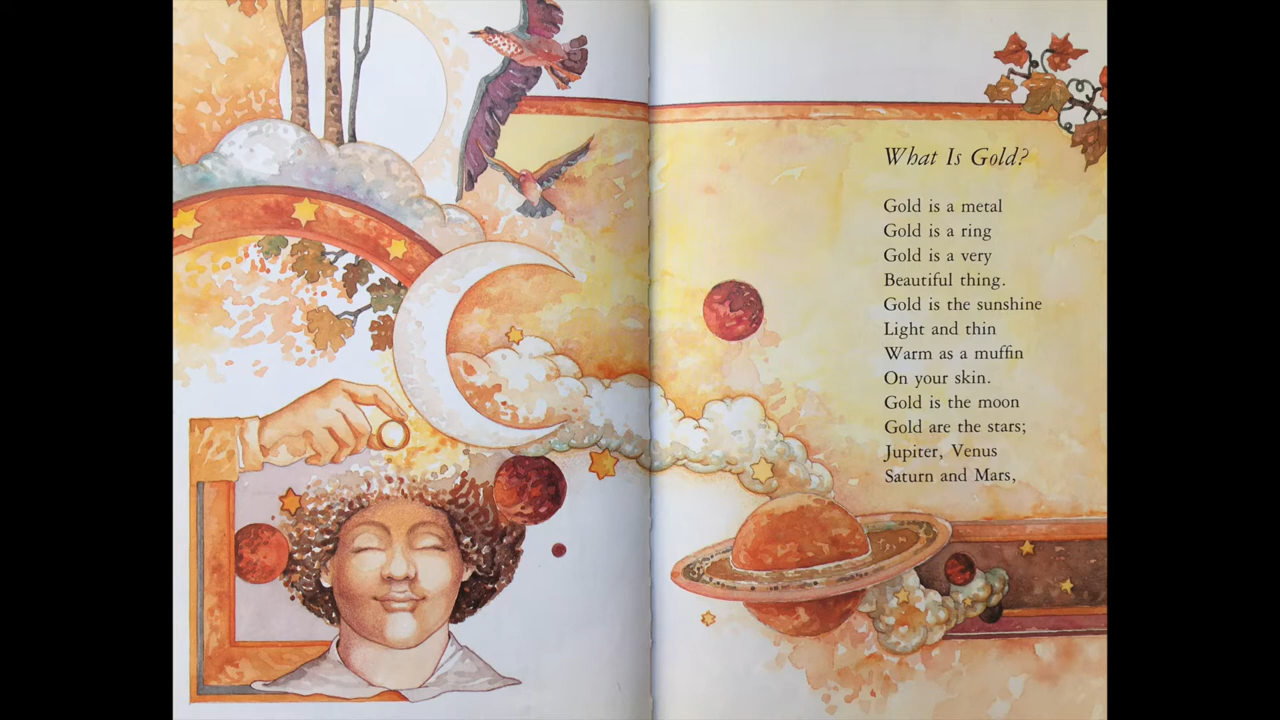 What Is Gold?
Gold is a metal
Gold is a ring
Gold is a very
Beautiful thing.
Gold is the sunshine
Light and thin
Warm as a muffin
On your skin.
Gold is the moon
Gold are the stars;
Jupiter, Venus
Saturn and Mars,